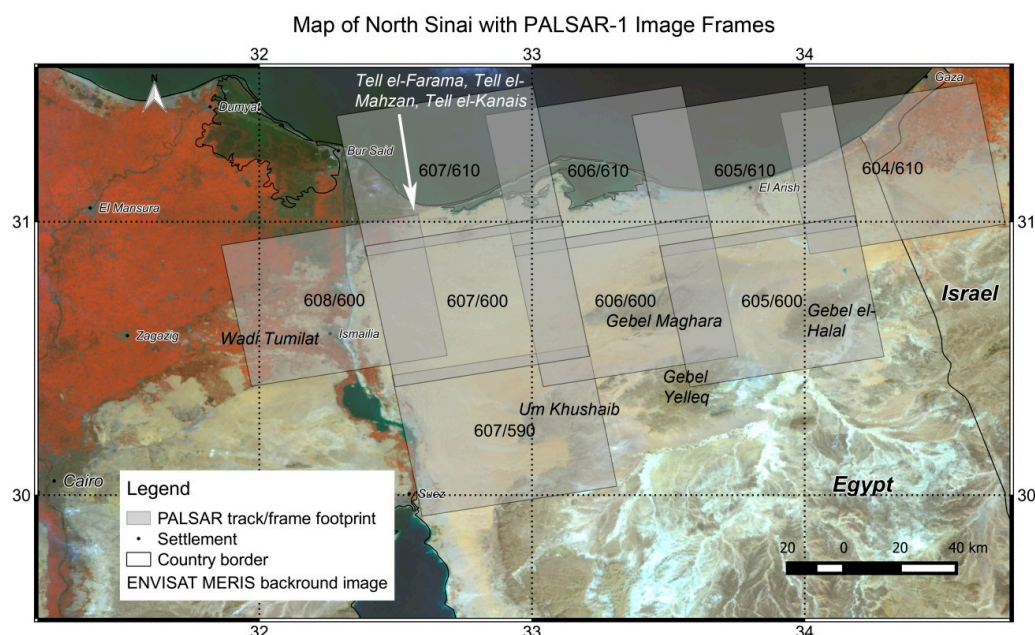 Map of North Sinai with PALSAR-1 Image Frames
32 33 34
Tell el-Farama, Tell el-
Mahzan, Tell el-Kanais
Gaza
N
Dumyat
Bur Said
607/610
606/610
605/610
604/610
El Arish
El Mansura
31 31
608/600
607/600
606/600
605/600
Israel
Wadi Tumilat
Ismailia
Zagazig
Gebel Maghara
Gebel el-
Halal
Gebel
Yelleq
Um Khushaib
607/590
Cairo
Suez
30 30
Egypt
Legend
PALSAR track/frame footprint
Settlement
Country border
ENVISAT MERIS backround image
20 0 20 40 km
32 33 34